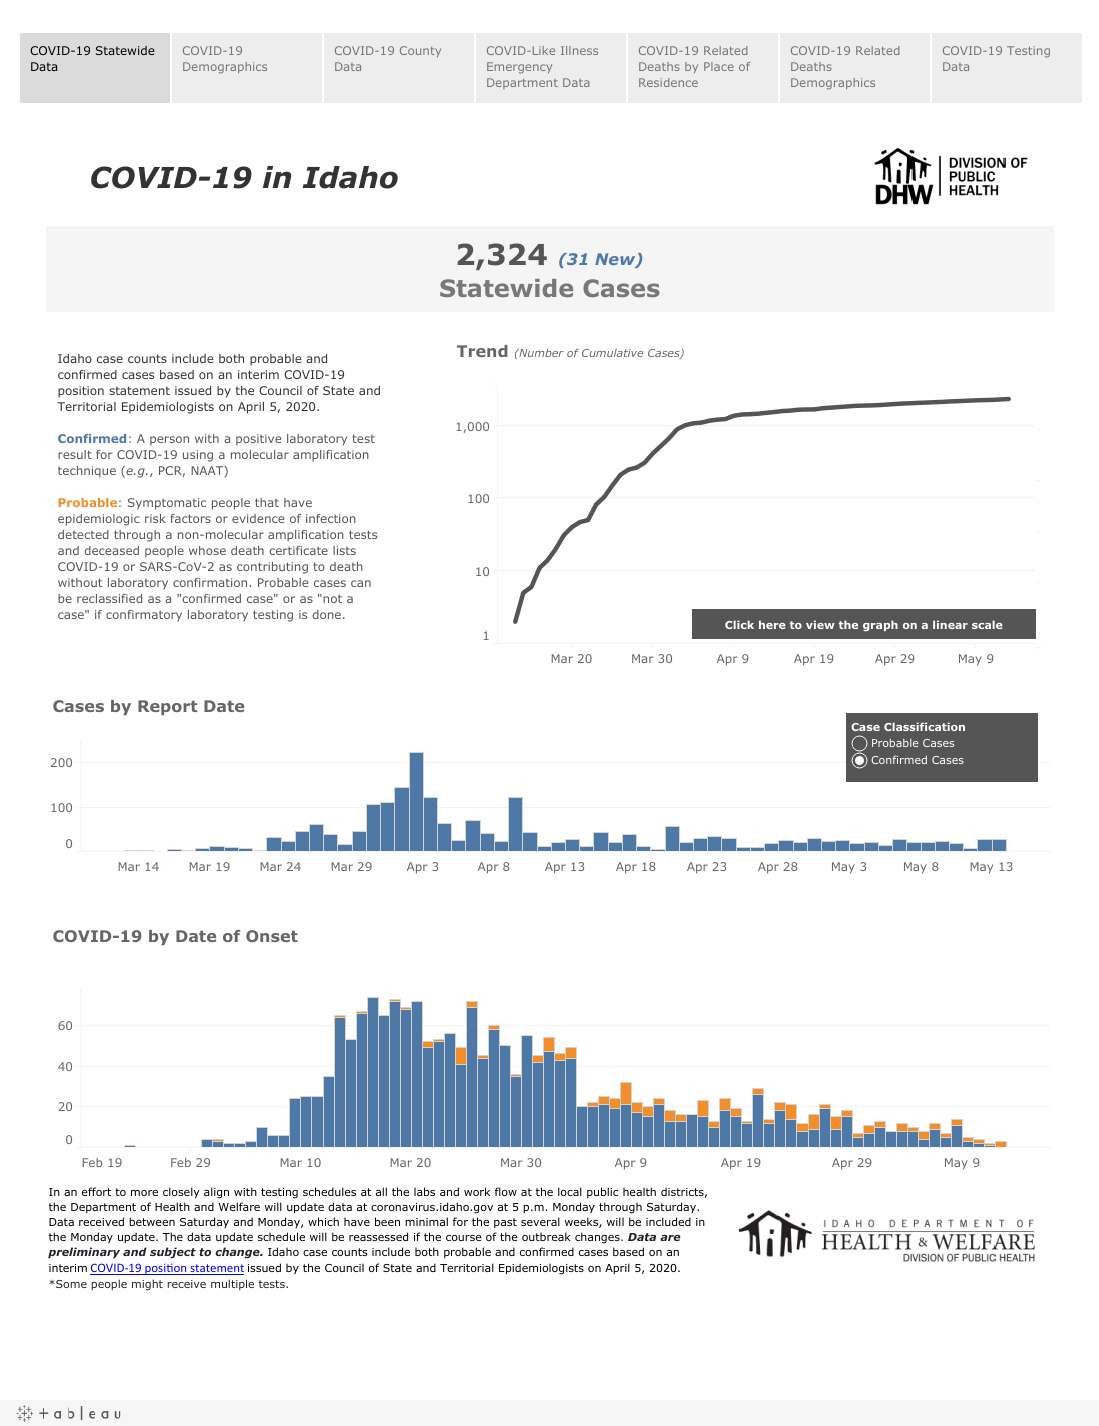 COVID-19 Statewide
Data
COVID-19
Demographics
COVID-19 County
Data
COVID-Like Illness
Emergency
Department Data
COVID-19 Related
Deaths by Place of
Residence
COVID-19 Related
Deaths
Demographics
COVID-19 Testing
Data
COVID-19 in Idaho
DHW
DIVISION OF
PUBLIC
HEALTH
2,324 (31 New)
Statewide Cases
Idaho case counts include both probable and
confirmed cases based on an interim COVID-19
position statement issued by the Council of State and
Territorial Epidemiologists on April 5, 2020.
Confirmed: A person with a positive laboratory test
result for COVID-19 using a molecular amplification
technique (e.g., PCR, NAAT)
Probable: Symptomatic people that have
epidemiologic risk factors or evidence of infection
detected through a non-molecular amplification tests
and deceased people whose death certificate lists
COVID-19 or SARS-CoV-2 as contributing to death
without laboratory confirmation. Probable cases can
be reclassified as a "confirmed case" or as "not a
case" if confirmatory laboratory testing is done.
Trend (Number of Cumulative Cases)
1,000
100
10
1
Click here to view the graph on a linear scale
Mar 20 Mar 30 Apr 9 Apr 19 Apr 29 May 9
Cases by Report Date
Case Classification
Probable Cases
Confirmed Cases
200
100
0
Mar 14 Mar 19 Mar 24 Mar 29 Apr 3 Apr 8 Apr 13 Apr 18 Apr 23 Apr 28 May 3 May 8 May 13
COVID-19 by Date of Onset
60
40
20
0
Feb 19 Feb 29 Mar 10 Mar 20 Mar 30 Apr 9 Apr 19 Apr 29 May 9
In an effort to more closely align with testing schedules at all the labs and work flow at the local public health districts,
the Department of Health and Welfare will update data at coronavirus.idaho.gov at 5 p.m. Monday through Saturday.
Data received between Saturday and Monday, which have been minimal for the past several weeks, will be included in
the Monday update. The data update schedule will be reassessed if the course of the outbreak changes. Data are
preliminary and subject to change. Idaho case counts include both probable and confirmed cases based on an
interim COVID-19 position statement issued by the Council of State and Territorial Epidemiologists on April 5, 2020.
*Some people might receive multiple tests.
IDAHO DEPARTMENT OF
HEALTH & WELFARE
DIVISION OF PUBLIC HEALTH
tableau